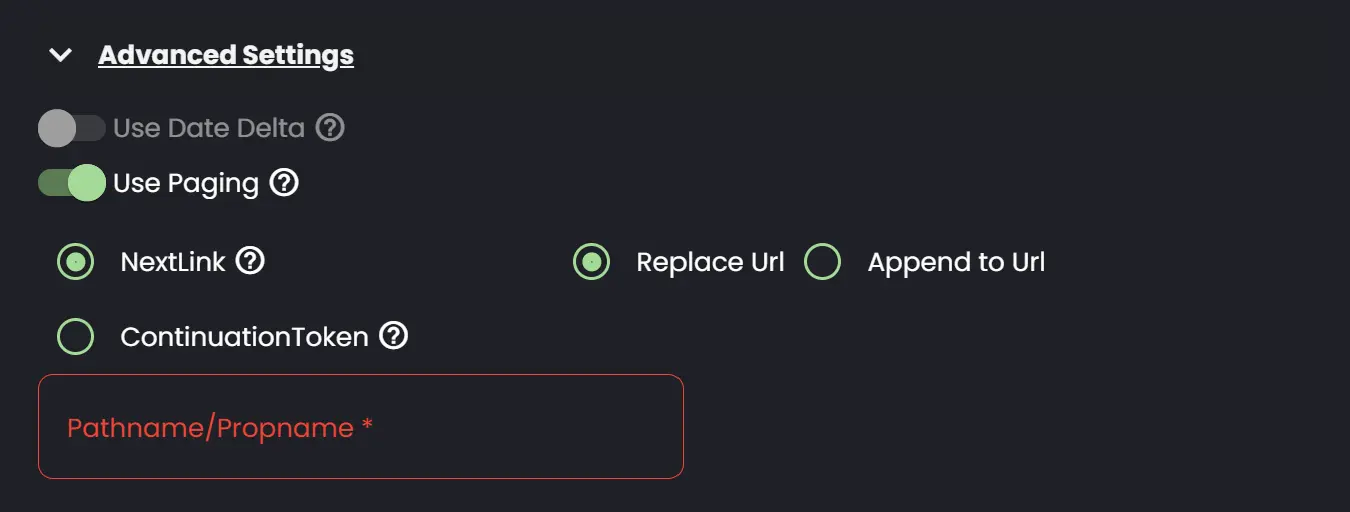 Advanced Settings
Use Date Delta ?
Use Paging ?
NextLink ? Replace Url Append to Url
ContinuationToken ?
Pathname/Propname *